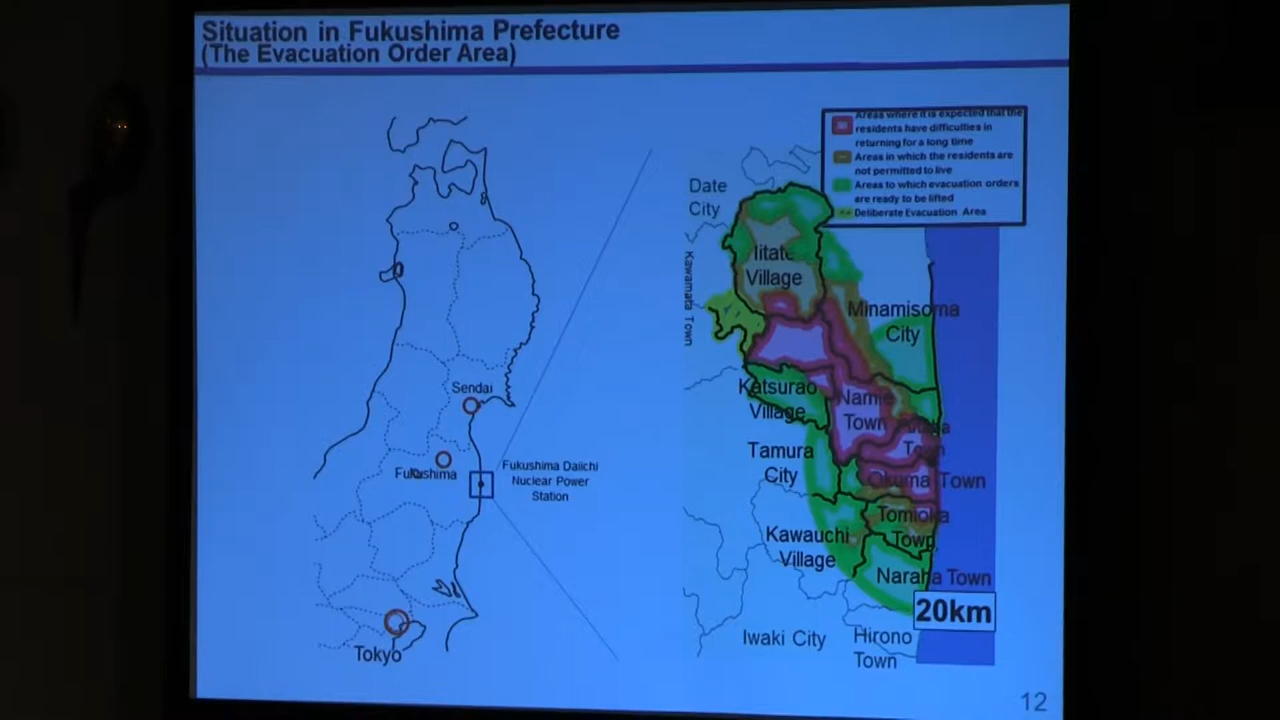 Situation in Fukushima Prefecture
(The Evacuation Order Area)
Areas where it is expected that the
residents have difficulties in
returning for a long time
Areas in which the residents are
not permitted to live
Areas to which evacuation orders
are ready to be lifted
Deliberate Evacuation Area
Date
City
Iitate
Village
Kawamata Town
Minamisoma
City
Katsurao
Village
Namie
Town
Town
Tamura
City
Okuma Town
Tomioka
Town
Kawauchi
Village
Naraha Town
20km
Iwaki City
Hirono
Town
Sendai
Fukushima
Fukushima Daiichi
Nuclear Power
Station
Tokyo
12